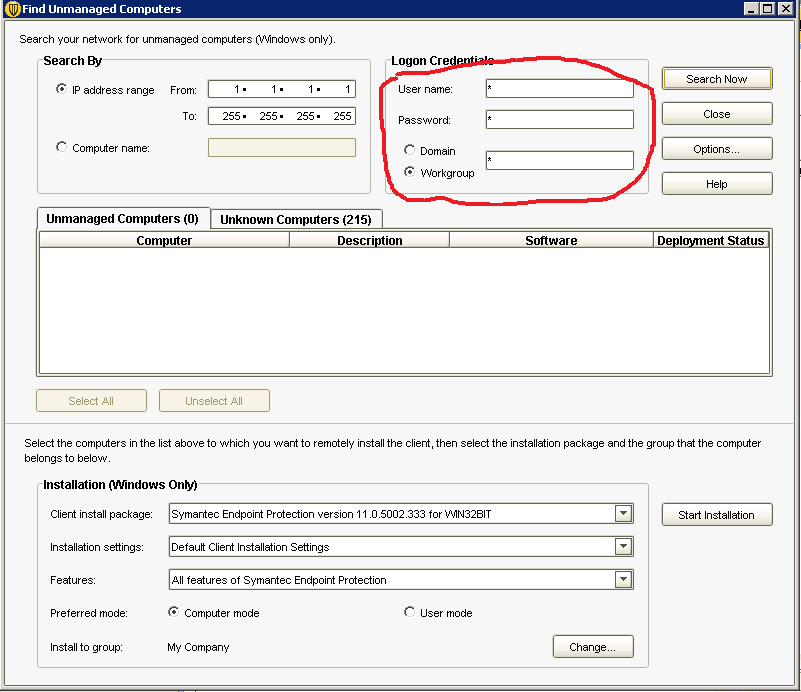 Find Unmanaged Computers
Search your network for unmanaged computers (Windows only).
Search By
IP address range From: 1. 1. 1. 1
To: 255. 255. 255. 255
Computer name:
Logon Credentials
User name: *
Password: *
Domain
Workgroup *
Search Now
Close
Options...
Help
Unmanaged Computers (0) Unknown Computers (215)
Computer Description Software Deployment Status
Select All Unselect All
Select the computers in the list above to which you want to remotely install the client, then select the installation package and the group that the computer
belongs to below.
Installation (Windows Only)
Client install package: Symantec Endpoint Protection version 11.0.5002.333 for WIN32BIT
Installation settings: Default Client Installation Settings
Features: All features of Symantec Endpoint Protection
Preferred mode: Computer mode User mode
Install to group: My Company Change...
Start Installation